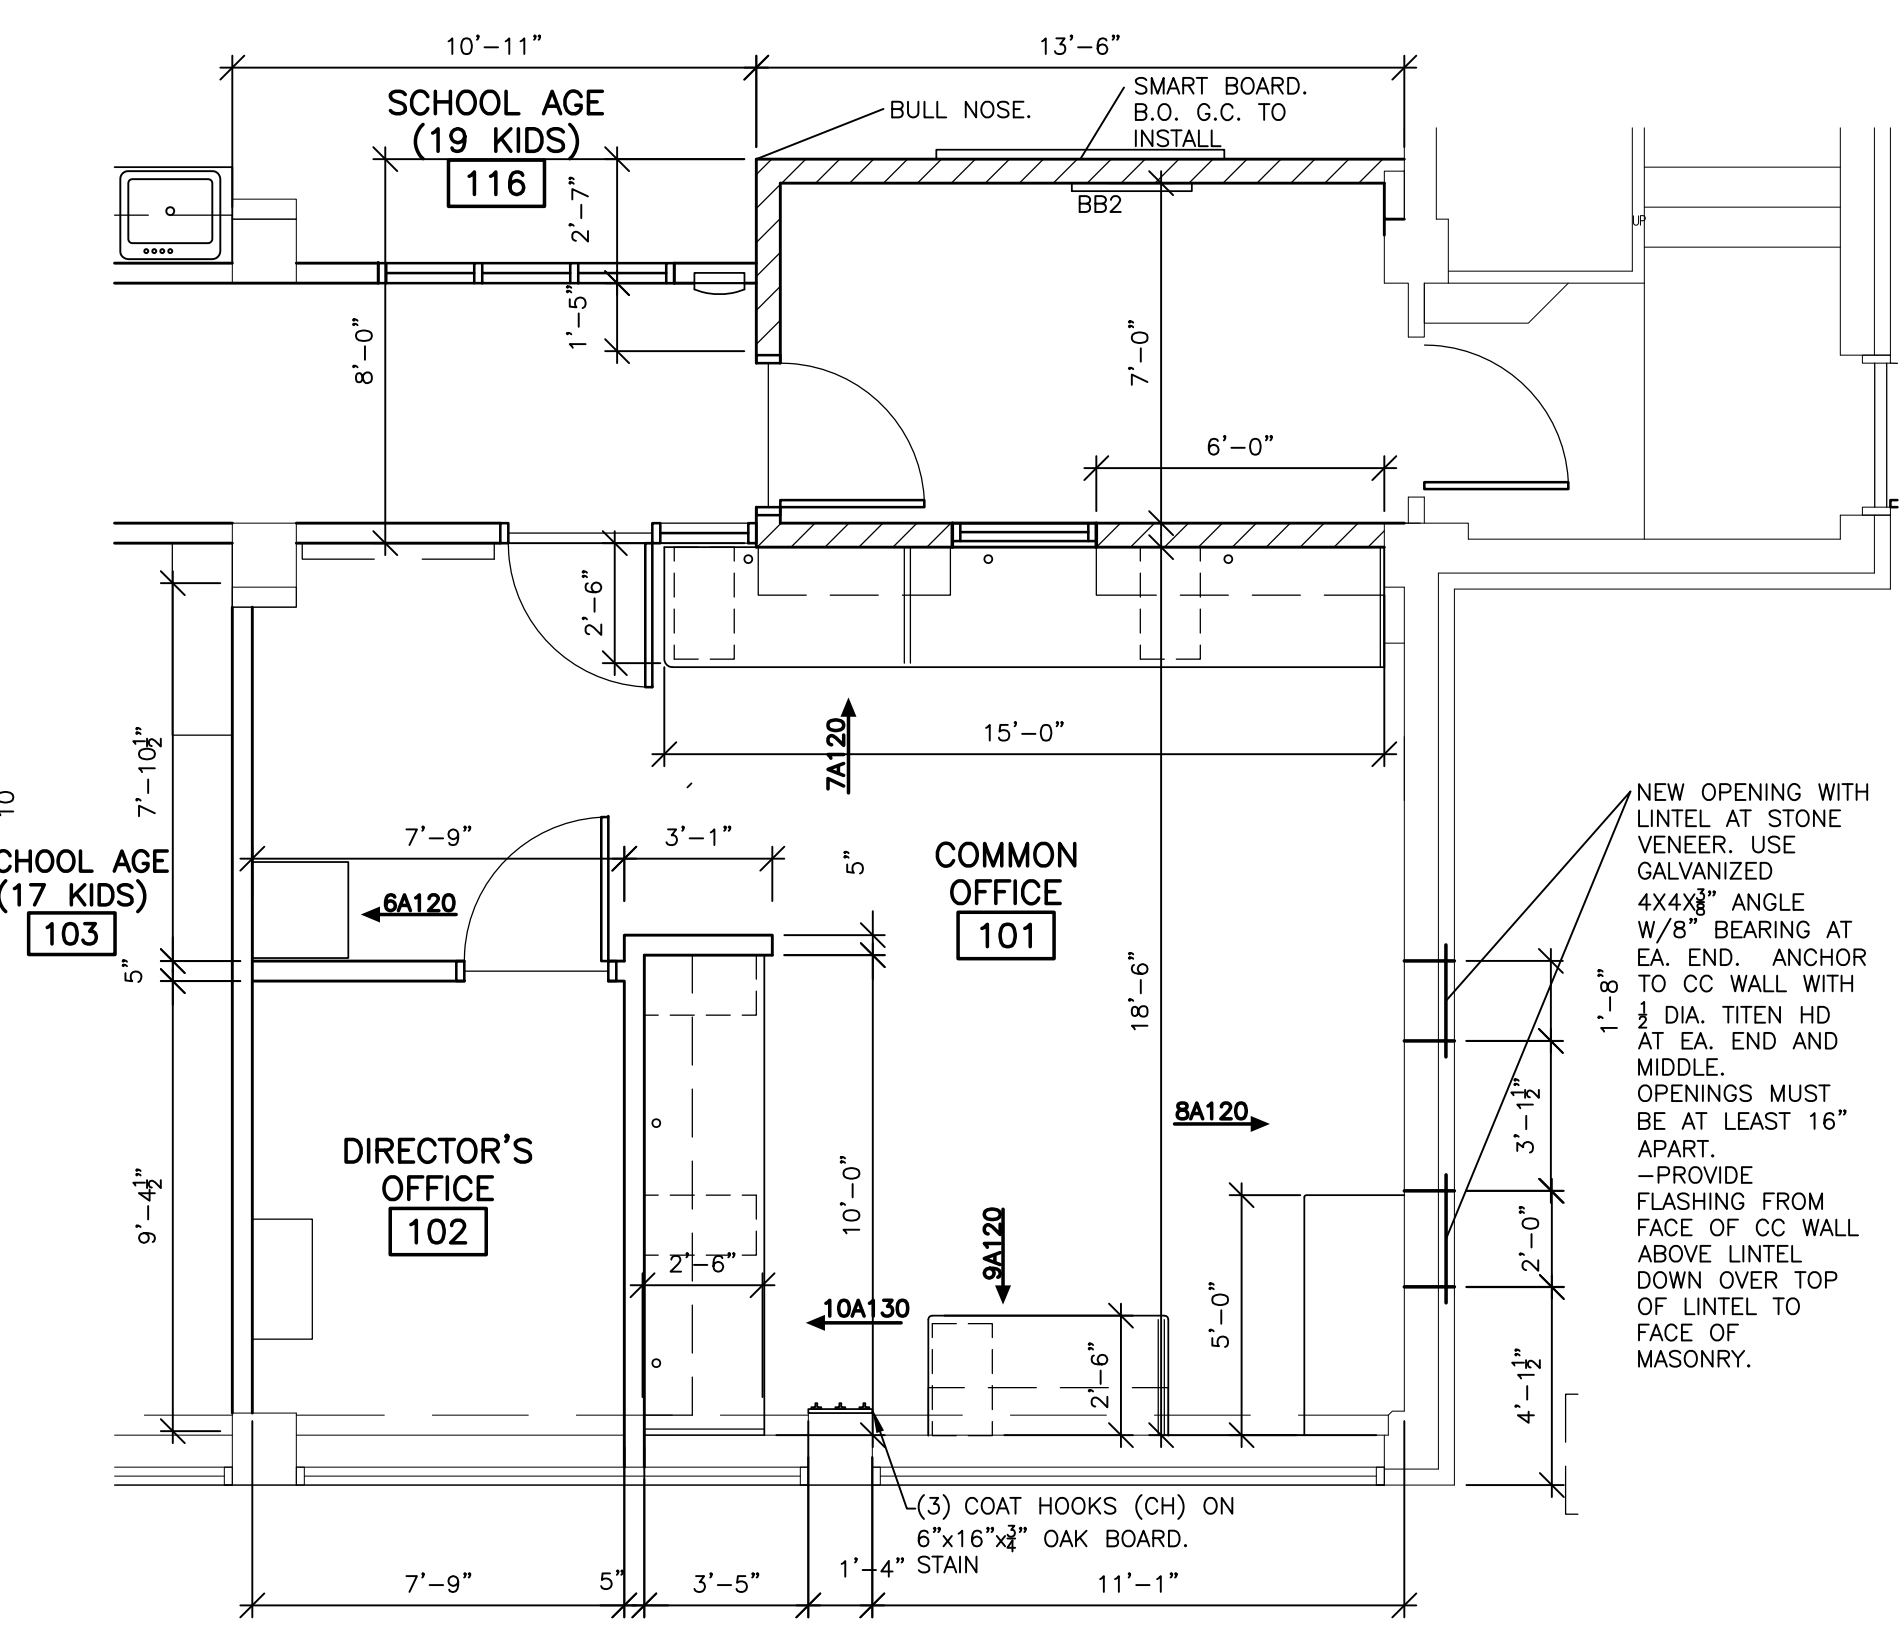 10'-11"
13'-6"
SCHOOL AGE
(19 KIDS)
116
BULL NOSE.
SMART BOARD.
B.O. G.C. TO
INSTALL
2'-7"
BB2
UP
1'-5"
8'-0"
7'-0"
6'-0"
2'-6"
15'-0"
7A120
7'-10½"
10
7'-9"
3'-1"
5"
CHOOL AGE
(17 KIDS)
103
6A120
COMMON
OFFICE
101
5"
18'-6"
NEW OPENING WITH
LINTEL AT STONE
VENEER. USE
GALVANIZED
4X4X⅜" ANGLE
W/8" BEARING AT
EA. END. ANCHOR
TO CC WALL WITH
½ DIA. TITEN HD
AT EA. END AND
MIDDLE.
OPENINGS MUST
BE AT LEAST 16"
APART.
-PROVIDE
FLASHING FROM
FACE OF CC WALL
ABOVE LINTEL
DOWN OVER TOP
OF LINTEL TO
FACE OF
MASONRY.
1'-8"
3'-1½"
8A120
DIRECTOR'S
OFFICE
102
9'-4½"
10'-0"
9A120
2'-0"
2'-6"
10A130
5'-0"
2'-6"
4'-1½"
(3) COAT HOOKS (CH) ON
6"x16"x¾" OAK BOARD.
STAIN
7'-9"
5"
3'-5"
1'-4"
11'-1"